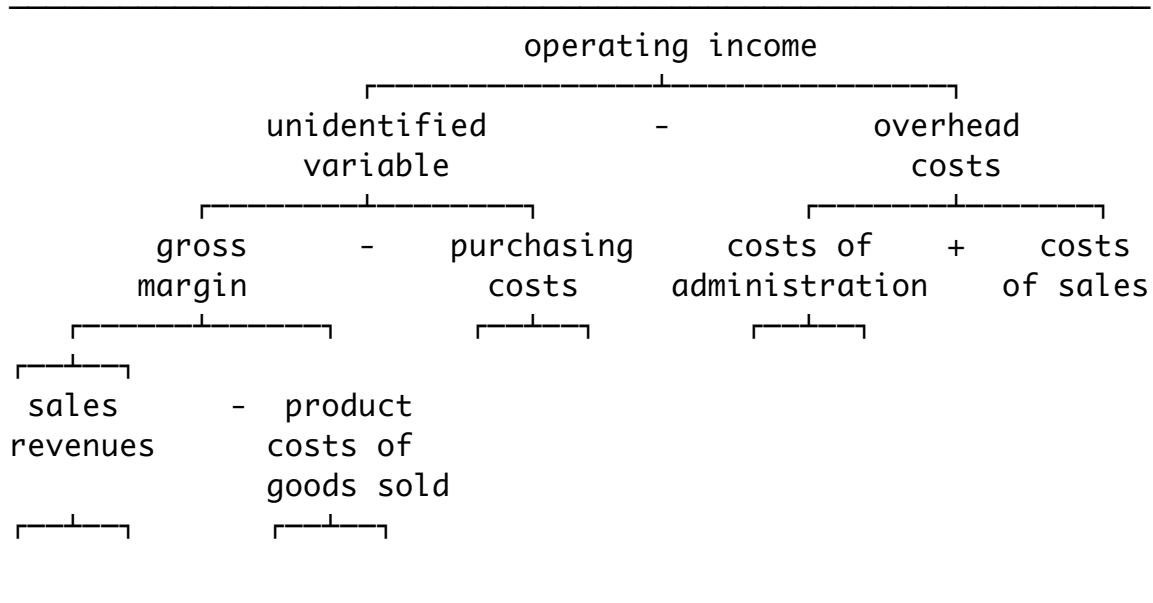 operating income
unidentified - overhead
variable costs
gross - purchasing costs of + costs
margin costs administration of sales
sales - product
revenues costs of
goods sold